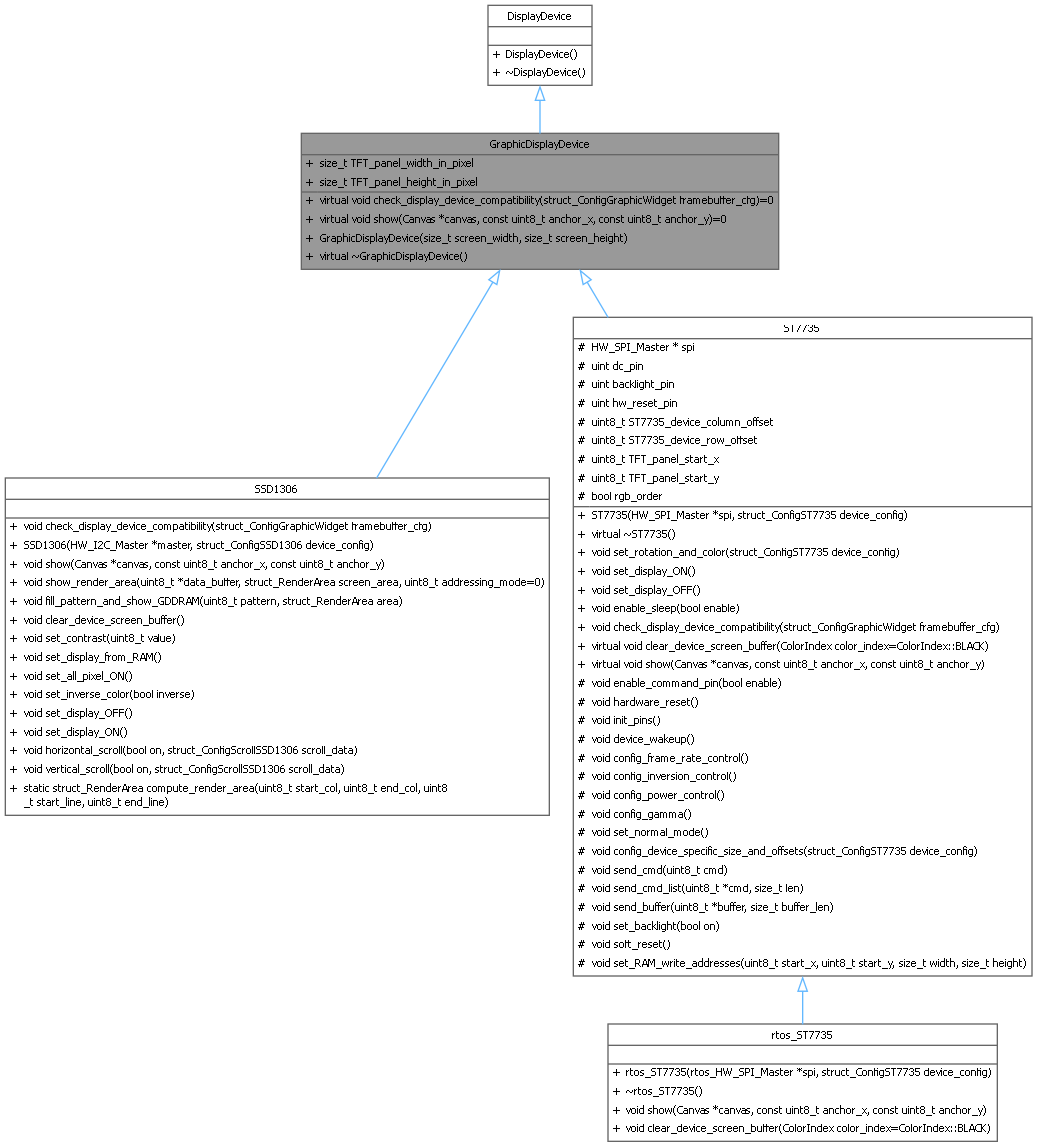 DisplayDevice
+ DisplayDevice()
+ ~DisplayDevice()
GraphicDisplayDevice
+ size_t TFT_panel_width_in_pixel
+ size_t TFT_panel_height_in_pixel
+ virtual void check_display_device_compatibility(struct_ConfigGraphicWidget framebuffer_cfg)=0
+ virtual void show(Canvas *canvas, const uint8_t anchor_x, const uint8_t anchor_y)=0
+ GraphicDisplayDevice(size_t screen_width, size_t screen_height)
+ virtual ~GraphicDisplayDevice()
SSD1306
+ void check_display_device_compatibility(struct_ConfigGraphicWidget framebuffer_cfg)
+ SSD1306(HW_I2C_Master *master, struct_ConfigSSD1306 device_config)
+ void show(Canvas *canvas, const uint8_t anchor_x, const uint8_t anchor_y)
+ void show_render_area(uint8_t *data_buffer, struct_RenderArea screen_area, uint8_t addressing_mode=0)
+ void fill_pattern_and_show_GDDRAM(uint8_t pattern, struct_RenderArea area)
+ void clear_device_screen_buffer()
+ void set_contrast(uint8_t value)
+ void set_display_from_RAM()
+ void set_all_pixel_ON()
+ void set_inverse_color(bool inverse)
+ void set_display_OFF()
+ void set_display_ON()
+ void horizontal_scroll(bool on, struct_ConfigScrollSSD1306 scroll_data)
+ void vertical_scroll(bool on, struct_ConfigScrollSSD1306 scroll_data)
+ static struct_RenderArea compute_render_area(uint8_t start_col, uint8_t end_col, uint8
_t start_line, uint8_t end_line)
ST7735
# HW_SPI_Master * spi
# uint dc_pin
# uint backlight_pin
# uint hw_reset_pin
# uint8_t ST7735_device_column_offset
# uint8_t ST7735_device_row_offset
# uint8_t TFT_panel_start_x
# uint8_t TFT_panel_start_y
# bool rgb_order
+ ST7735(HW_SPI_Master *spi, struct_ConfigST7735 device_config)
+ virtual ~ST7735()
+ void set_rotation_and_color(struct_ConfigST7735 device_config)
+ void set_display_ON()
+ void set_display_OFF()
+ void enable_sleep(bool enable)
+ void check_display_device_compatibility(struct_ConfigGraphicWidget framebuffer_cfg)
+ virtual void clear_device_screen_buffer(ColorIndex color_index=ColorIndex::BLACK)
+ virtual void show(Canvas *canvas, const uint8_t anchor_x, const uint8_t anchor_y)
# void enable_command_pin(bool enable)
# void hardware_reset()
# void init_pins()
# void device_wakeup()
# void config_frame_rate_control()
# void config_inversion_control()
# void config_power_control()
# void config_gamma()
# void set_normal_mode()
# void config_device_specific_size_and_offsets(struct_ConfigST7735 device_config)
# void send_cmd(uint8_t cmd)
# void send_cmd_list(uint8_t *cmd, size_t len)
# void send_buffer(uint8_t *buffer, size_t buffer_len)
# void set_backlight(bool on)
# void soft_reset()
# void set_RAM_write_addresses(uint8_t start_x, uint8_t start_y, size_t width, size_t height)
rtos_ST7735
+ rtos_ST7735(rtos_HW_SPI_Master *spi, struct_ConfigST7735 device_config)
+ ~rtos_ST7735()
+ void show(Canvas *canvas, const uint8_t anchor_x, const uint8_t anchor_y)
+ void clear_device_screen_buffer(ColorIndex color_index=ColorIndex::BLACK)